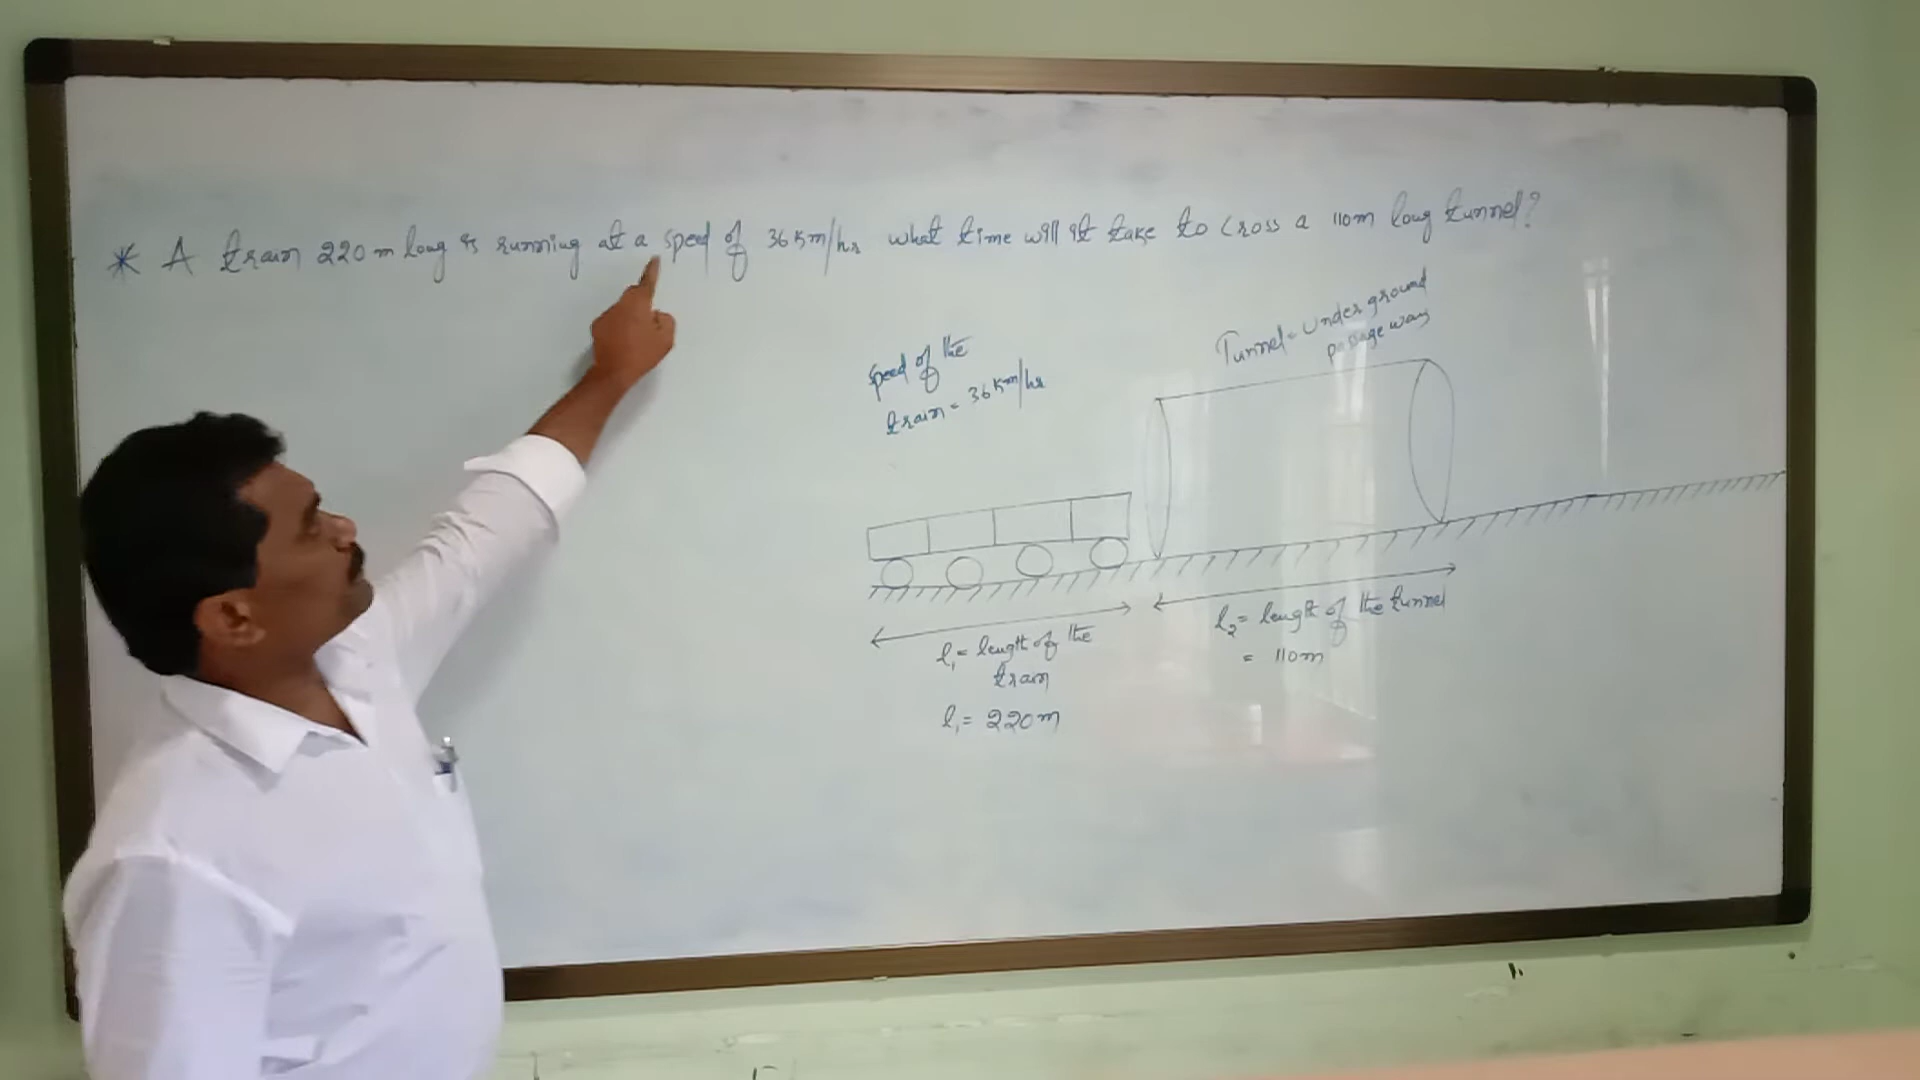 * A train 220 m long is running at a speed of 36 Km/hr what time will it take to cross a 110m long tunnel?
speed of the
train = 36 Km/hr
Tunnel = Under ground
passage way
l₁ = length of the
train
l₁ = 220 m
l₂ = length of the tunnel
= 110m